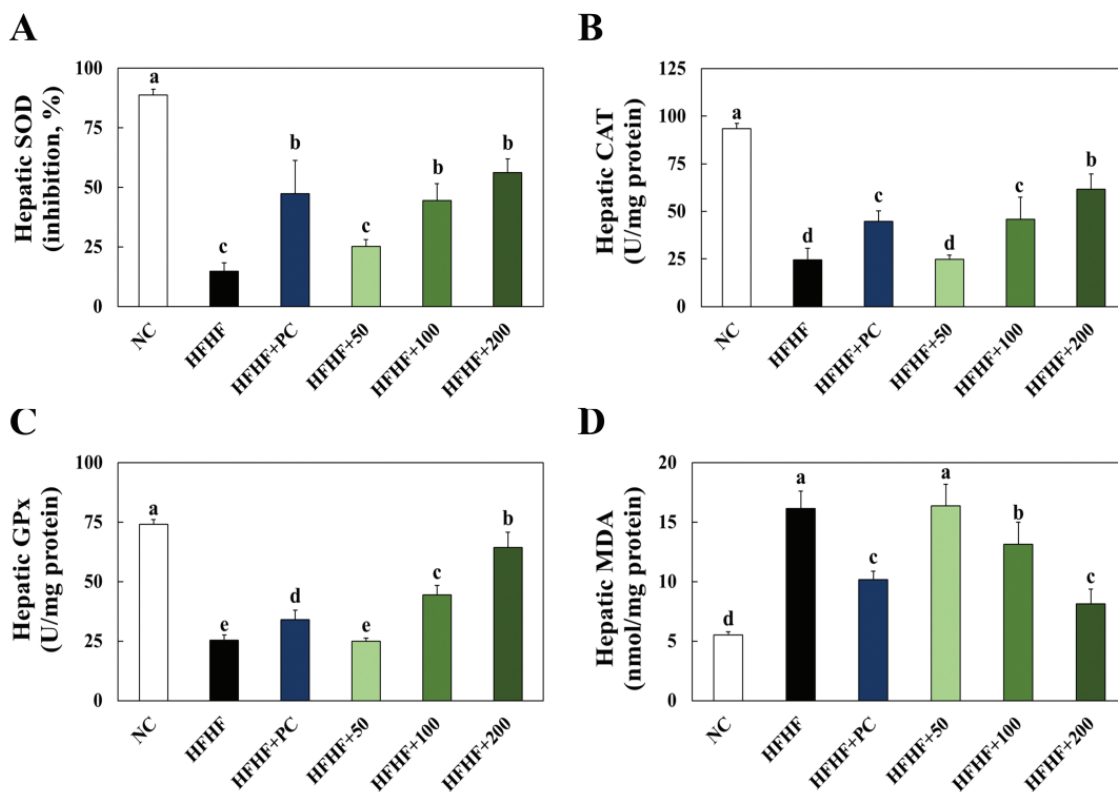 A
Hepatic SOD
(inhibition, %)
100
75
50
25
0
a
c
b
c
b
b
NC
HFHF
HFHF+PC
HFHF+50
HFHF+100
HFHF+200
B
Hepatic CAT
(U/mg protein)
125
100
75
50
25
0
a
d
c
d
c
b
NC
HFHF
HFHF+PC
HFHF+50
HFHF+100
HFHF+200
C
Hepatic GPx
(U/mg protein)
100
75
50
25
0
a
e
d
e
c
b
NC
HFHF
HFHF+PC
HFHF+50
HFHF+100
HFHF+200
D
Hepatic MDA
(nmol/mg protein)
20
15
10
5
0
d
a
c
a
b
c
NC
HFHF
HFHF+PC
HFHF+50
HFHF+100
HFHF+200